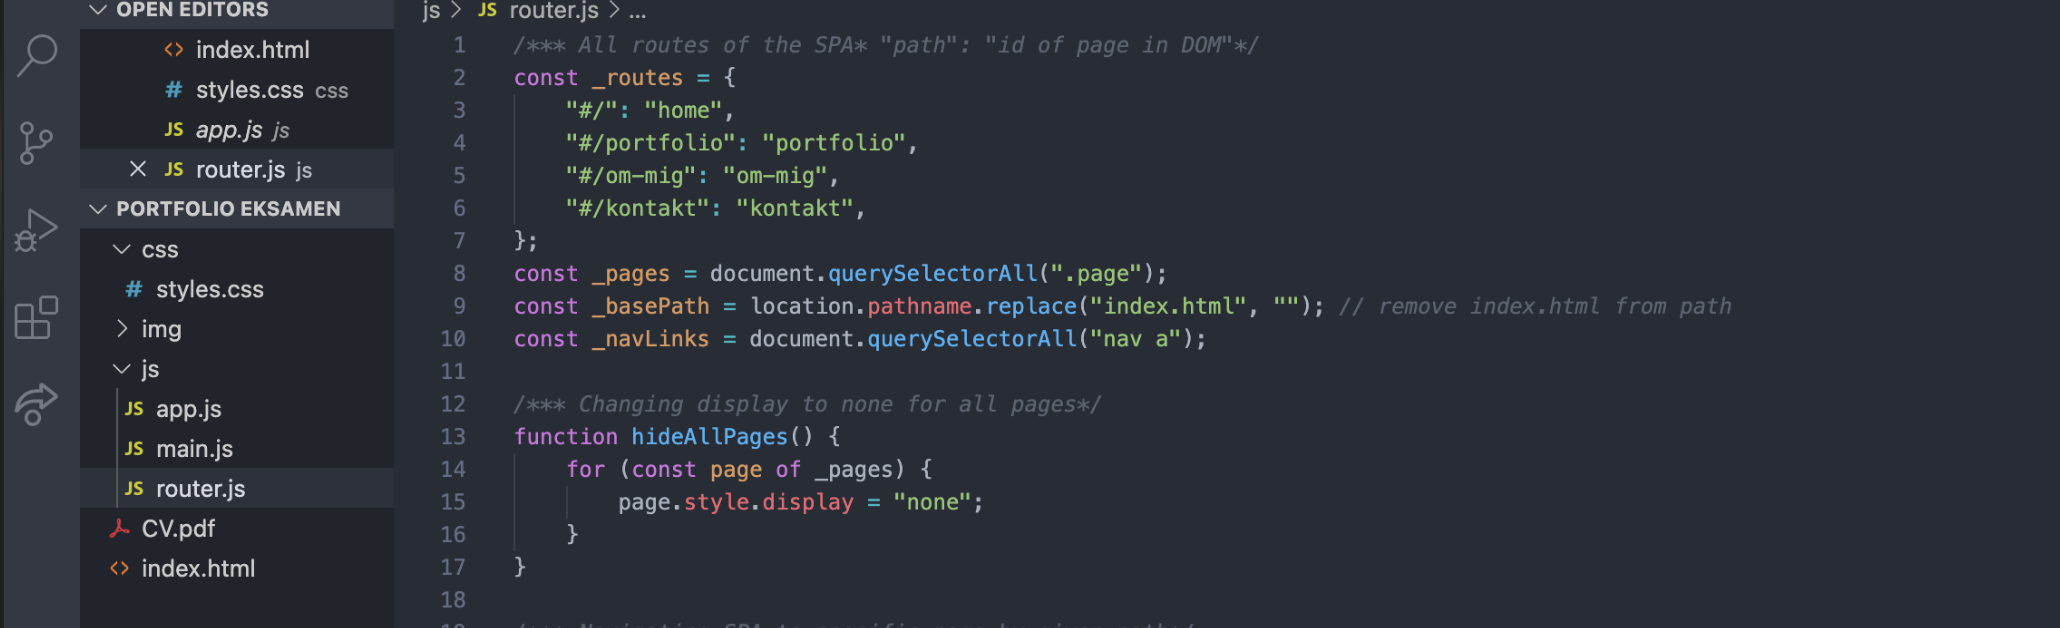 OPEN EDITORS
index.html
styles.css css
app.js js
router.js js
PORTFOLIO EKSAMEN
css
styles.css
img
js
app.js
main.js
router.js
CV.pdf
index.html
js > JS router.js > ...
1 /*** All routes of the SPA* "path": "id of page in DOM"*/
2 const _routes = {
3 "#/": "home",
4 "#/portfolio": "portfolio",
5 "#/om-mig": "om-mig",
6 "#/kontakt": "kontakt",
7 };
8 const _pages = document.querySelectorAll(".page");
9 const _basePath = location.pathname.replace("index.html", ""); // remove index.html from path
10 const _navLinks = document.querySelectorAll("nav a");
11
12 /*** Changing display to none for all pages*/
13 function hideAllPages() {
14 for (const page of _pages) {
15 page.style.display = "none";
16 }
17 }
18